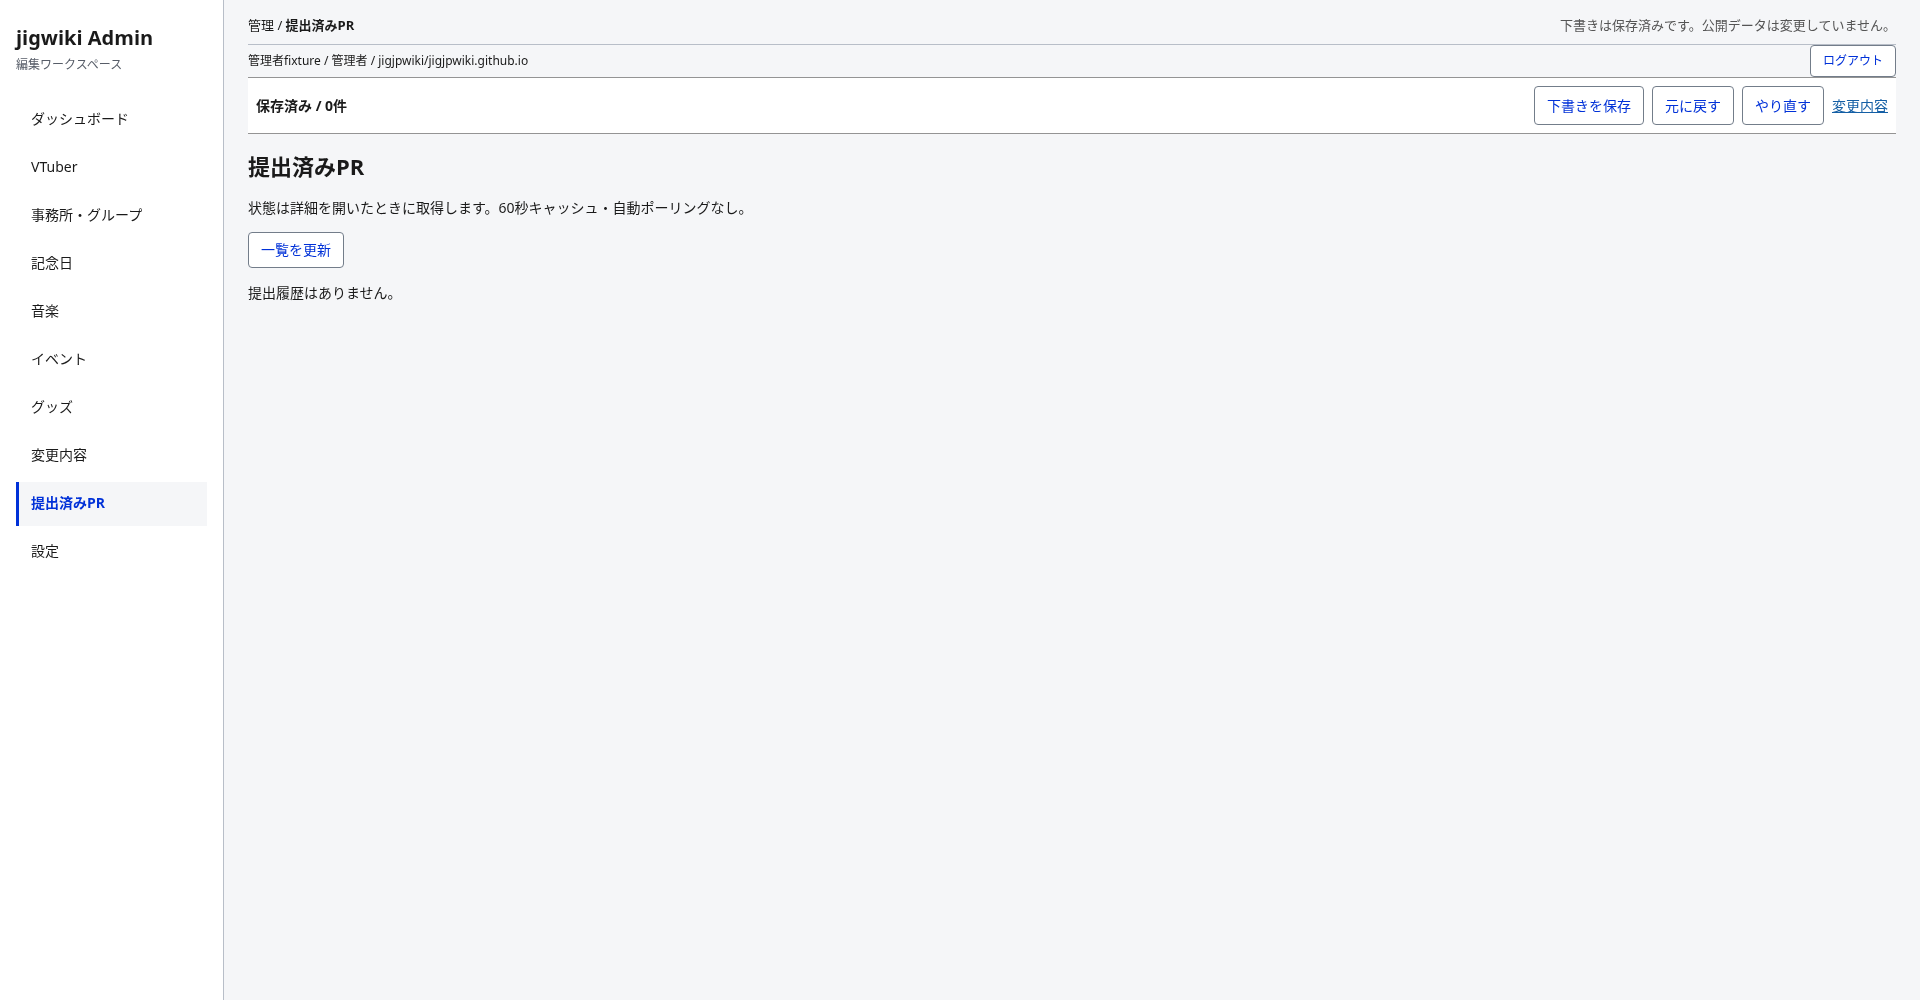 jigwiki Admin
編集ワークスペース
ダッシュボード
VTuber
事務所・グループ
記念日
音楽
イベント
グッズ
変更内容
提出済みPR
設定
管理 / 提出済みPR
下書きは保存済みです。公開データは変更していません。
管理者fixture / 管理者 / jigjpwiki/jigjpwiki.github.io
ログアウト
保存済み / 0件
下書きを保存
元に戻す
やり直す
変更内容
提出済みPR
状態は詳細を開いたときに取得します。60秒キャッシュ・自動ポーリングなし。
一覧を更新
提出履歴はありません。